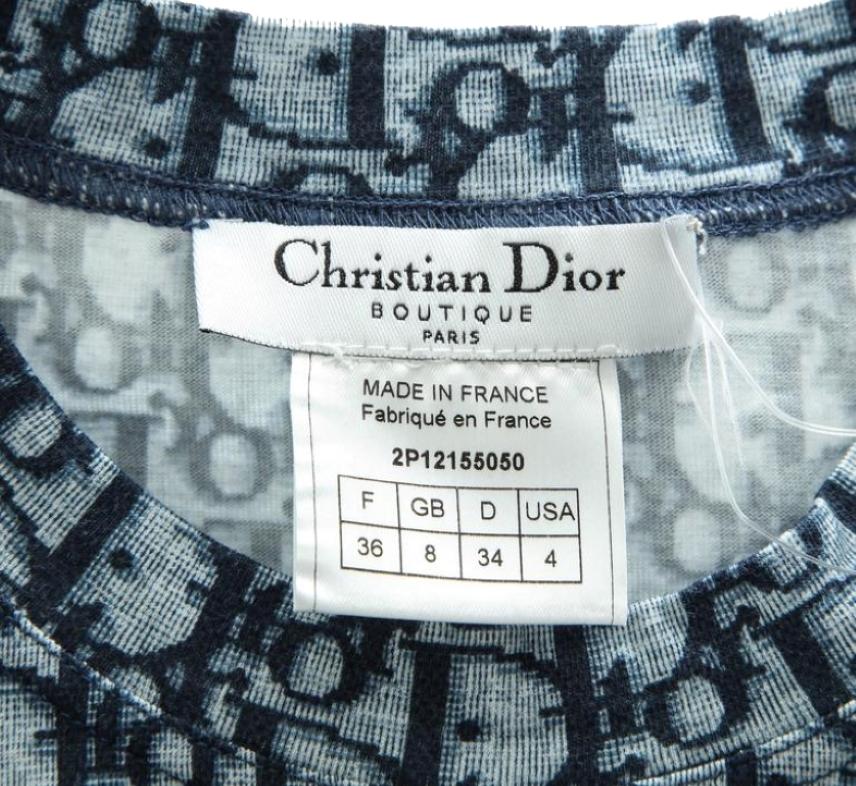 Christian Dior
BOUTIQUE
PARIS
MADE IN FRANCE
Fabriqué en France
2P12155050
F GB D USA
36 8 34 4